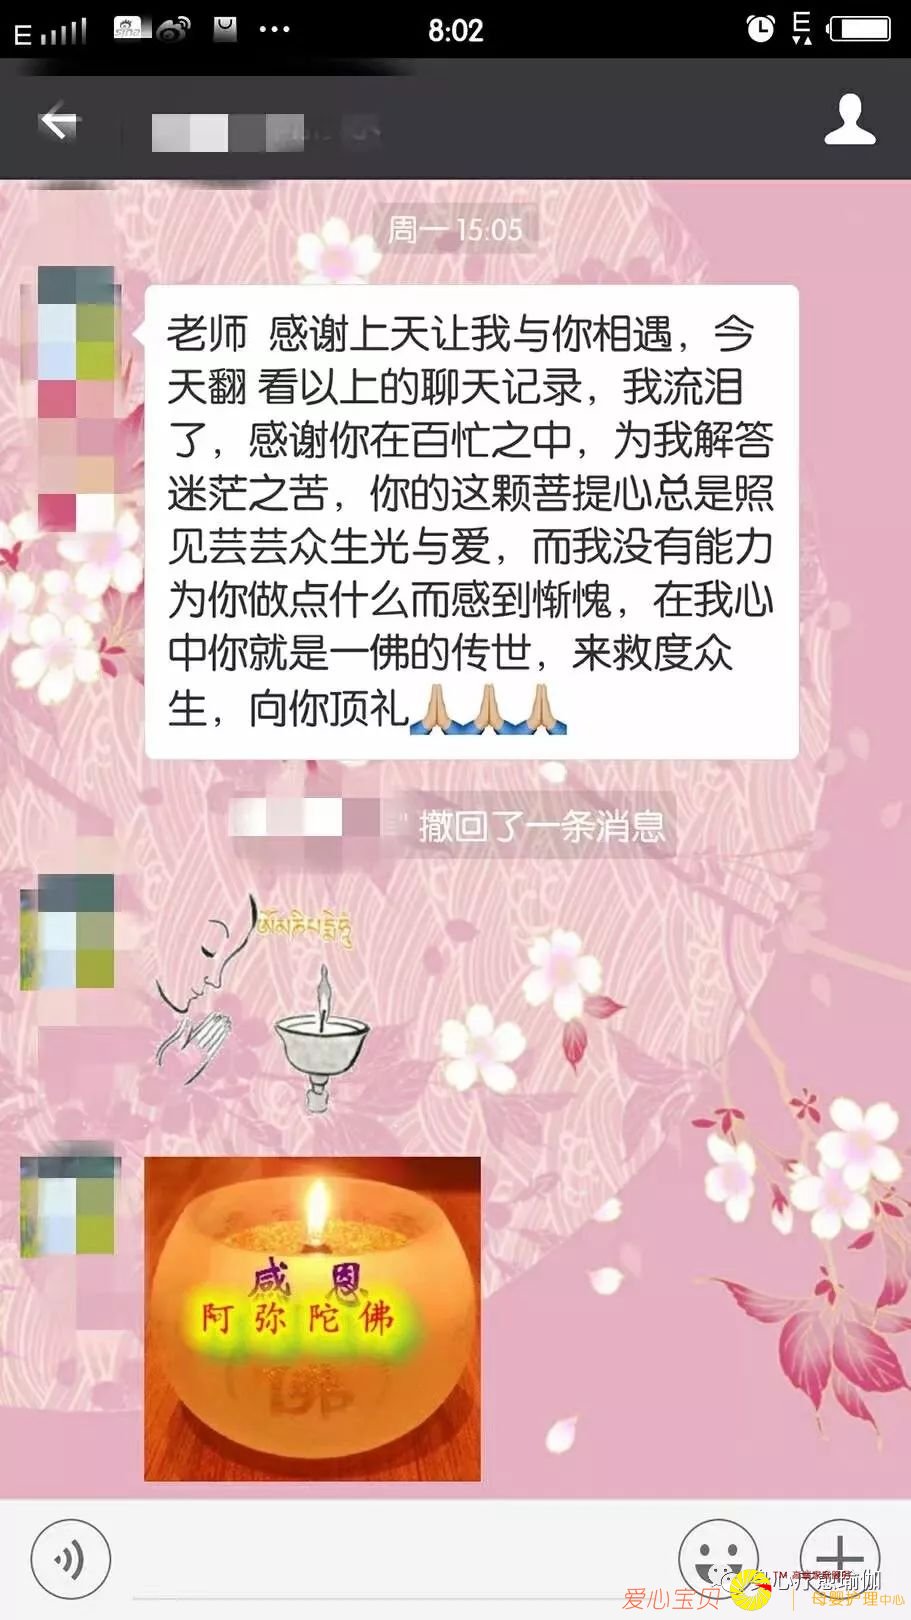 E
sina
8:02
E
周一 15:05
老师 感谢上天让我与你相遇，今
天翻 看以上的聊天记录，我流泪
了，感谢你在百忙之中，为我解答
迷茫之苦，你的这颗菩提心总是照
见芸芸众生光与爱，而我没有能力
为你做点什么而感到惭愧，在我心
中你就是一佛的传世，来救度众
生，向你顶礼🙏🏼🙏🏼🙏🏼
" 撤回了一条消息
感 恩
阿 弥 陀 佛
心疗愈瑜伽
爱心宝贝
母婴护理中心